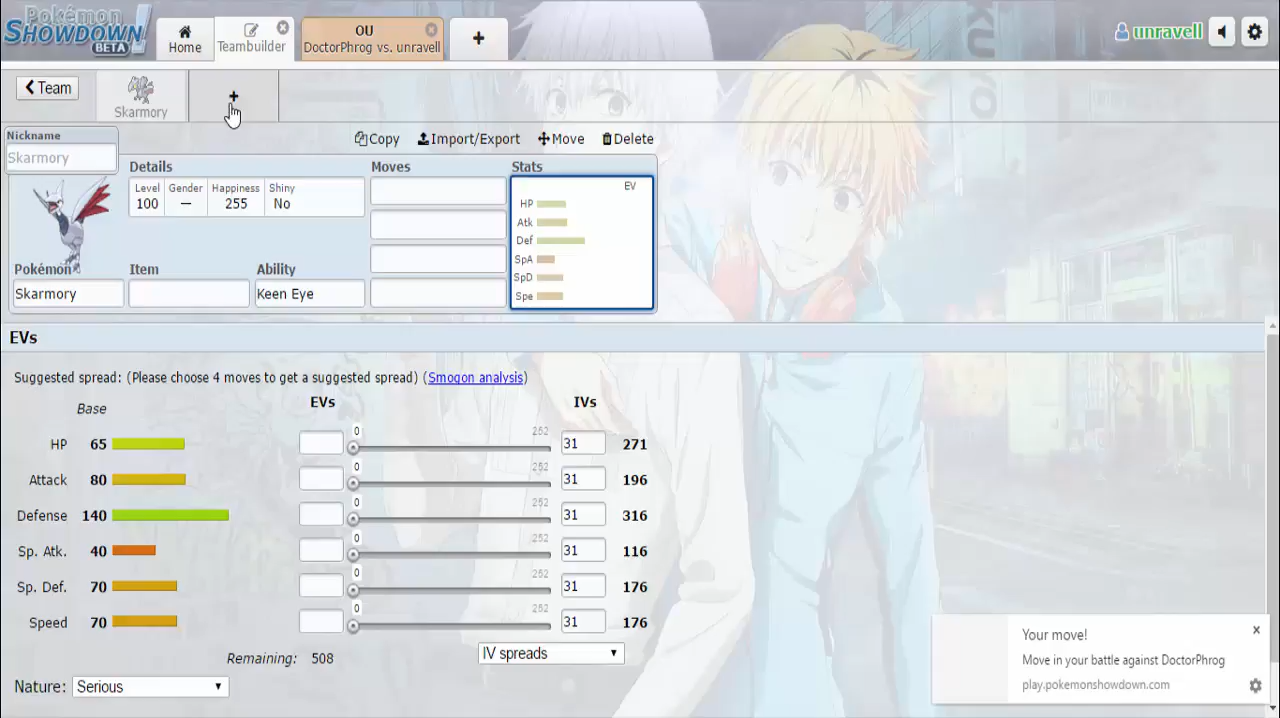 Pokémon
SHOWDOWN!
BETA
Home
Teambuilder
OU
DoctorPhrog vs. unravell
+
unravell
Team
Skarmory
+
Nickname
Skarmory
Copy
Import/Export
Move
Delete
Details
Moves
Stats
Level
Gender
Happiness
Shiny
100
—
255
No
EV
HP
Atk
Def
SpA
SpD
Spe
Pokémon
Item
Ability
Skarmory
Keen Eye
EVs
Suggested spread: (Please choose 4 moves to get a suggested spread) (Smogon analysis)
Base
EVs
IVs
HP 65 0 252 31 271
Attack 80 0 252 31 196
Defense 140 0 252 31 316
Sp. Atk. 40 0 252 31 116
Sp. Def. 70 0 252 31 176
Speed 70 0 252 31 176
Remaining: 508
IV spreads
Nature: Serious
Your move!
Move in your battle against DoctorPhrog
play.pokemonshowdown.com